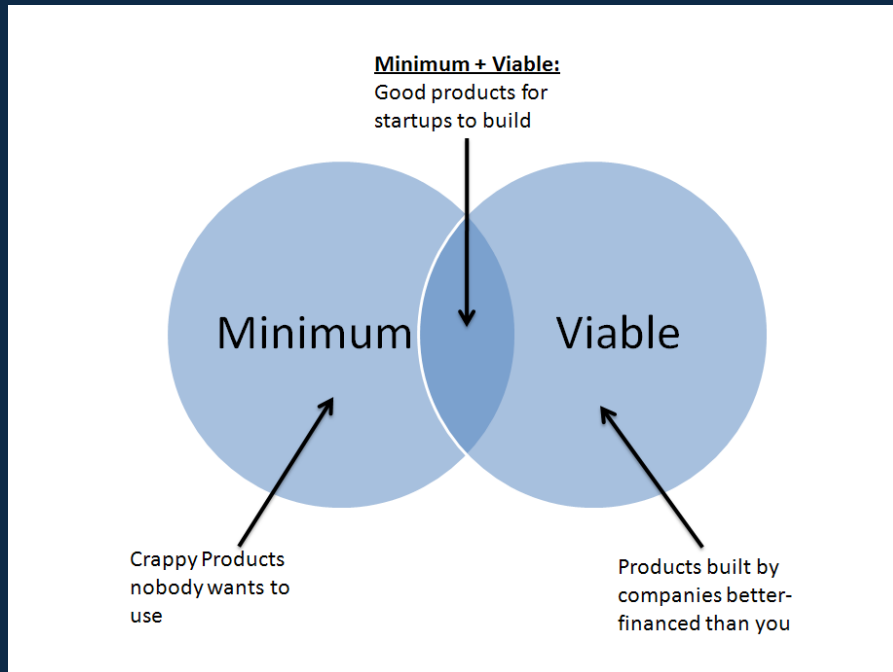 Minimum + Viable:
Good products for
startups to build
Minimum
Viable
Crappy Products
nobody wants to
use
Products built by
companies better-
financed than you